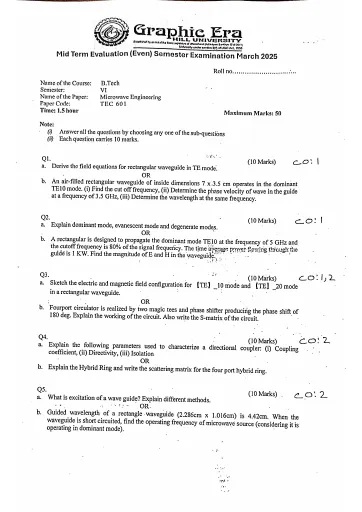 Graphic Era
HILL UNIVERSITY
Mid Term Evaluation (Even) Semester Examination March 2025
Roll no............................
Name of the Course: B.Tech
Semester: VI
Name of the Paper: Microwave Engineering
Paper Code: TEC 601
Time: 1.5 hour Maximum Marks: 50
Note:
(i) Answer all the questions by choosing any one of the sub-questions
(ii) Each question carries 10 marks.
Q1. (10 Marks) CO:1
a. Derive the field equations for rectangular waveguide in TE mode.
OR
b. An air-filled rectangular waveguide of inside dimensions 7 x 3.5 cm operates in the dominant
TE10 mode. (i) Find the cut off frequency, (ii) Determine the phase velocity of wave in the guide
at a frequency of 3.5 GHz, (iii) Determine the wavelength at the same frequency.
Q2. (10 Marks) CO:1
a. Explain dominant mode, evanescent mode and degenerate modes.
OR
b. A rectangular is designed to propagate the dominant mode TE10 at the frequency of 5 GHz and
the cutoff frequency is 80% of the signal frequency. The time average power flowing through the
guide is 1 KW. Find the magnitude of E and H in the waveguide.
Q3. (10 Marks) CO:1,2
a. Sketch the electric and magnetic field configuration for 【TE】_10 mode and 【TE】_20 mode
in a rectangular waveguide.
OR
b. Fourport circulator is realized by two magic tees and phase shifter producing the phase shift of
180 deg. Explain the working of the circuit. Also write the S-matrix of the circuit.
Q4. (10 Marks) CO:2
a. Explain the following parameters used to characterize a directional coupler: (i) Coupling
coefficient, (ii) Directivity, (iii) Isolation
OR
b. Explain the Hybrid Ring and write the scattering matrix for the four port hybrid ring.
Q5. (10 Marks) CO:2
a. What is excitation of a wave guide? Explain different methods.
OR
b. Guided wavelength of a rectangle waveguide (2.286cm x 1.016cm) is 4.42cm. When the
waveguide is short circuited, find the operating frequency of microwave source (considering it is
operating in dominant mode).